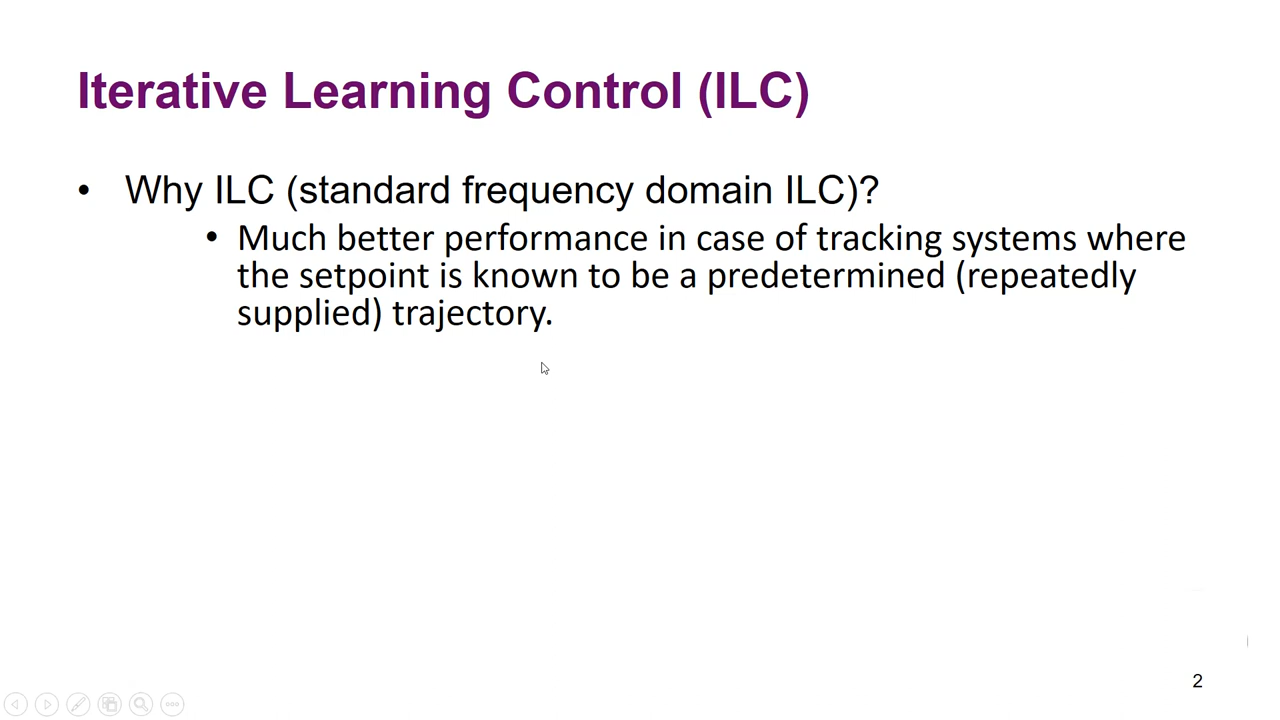 Iterative Learning Control (ILC)
• Why ILC (standard frequency domain ILC)?
• Much better performance in case of tracking systems where
the setpoint is known to be a predetermined (repeatedly
supplied) trajectory.
2